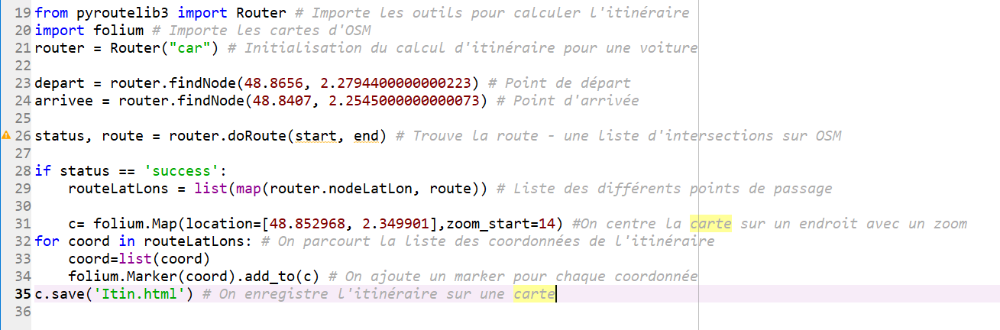 19 from pyroutelib3 import Router # Importe les outils pour calculer l'itinéraire
20 import folium # Importe les cartes d'OSM
21 router = Router("car") # Initialisation du calcul d'itinéraire pour une voiture
22
23 depart = router.findNode(48.8656, 2.2794400000000223) # Point de départ
24 arrivee = router.findNode(48.8407, 2.2545000000000073) # Point d'arrivée
25
26 status, route = router.doRoute(start, end) # Trouve la route - une liste d'intersections sur OSM
27
28 if status == 'success':
29     routeLatLons = list(map(router.nodeLatLon, route)) # Liste des différents points de passage
30
31     c= folium.Map(location=[48.852968, 2.349901],zoom_start=14) #On centre la carte sur un endroit avec un zoom
32 for coord in routeLatLons: # On parcourt la liste des coordonnées de l'itinéraire
33     coord=list(coord)
34     folium.Marker(coord).add_to(c) # On ajoute un marker pour chaque coordonnée
35 c.save('Itin.html') # On enregistre l'itinéraire sur une carte
36